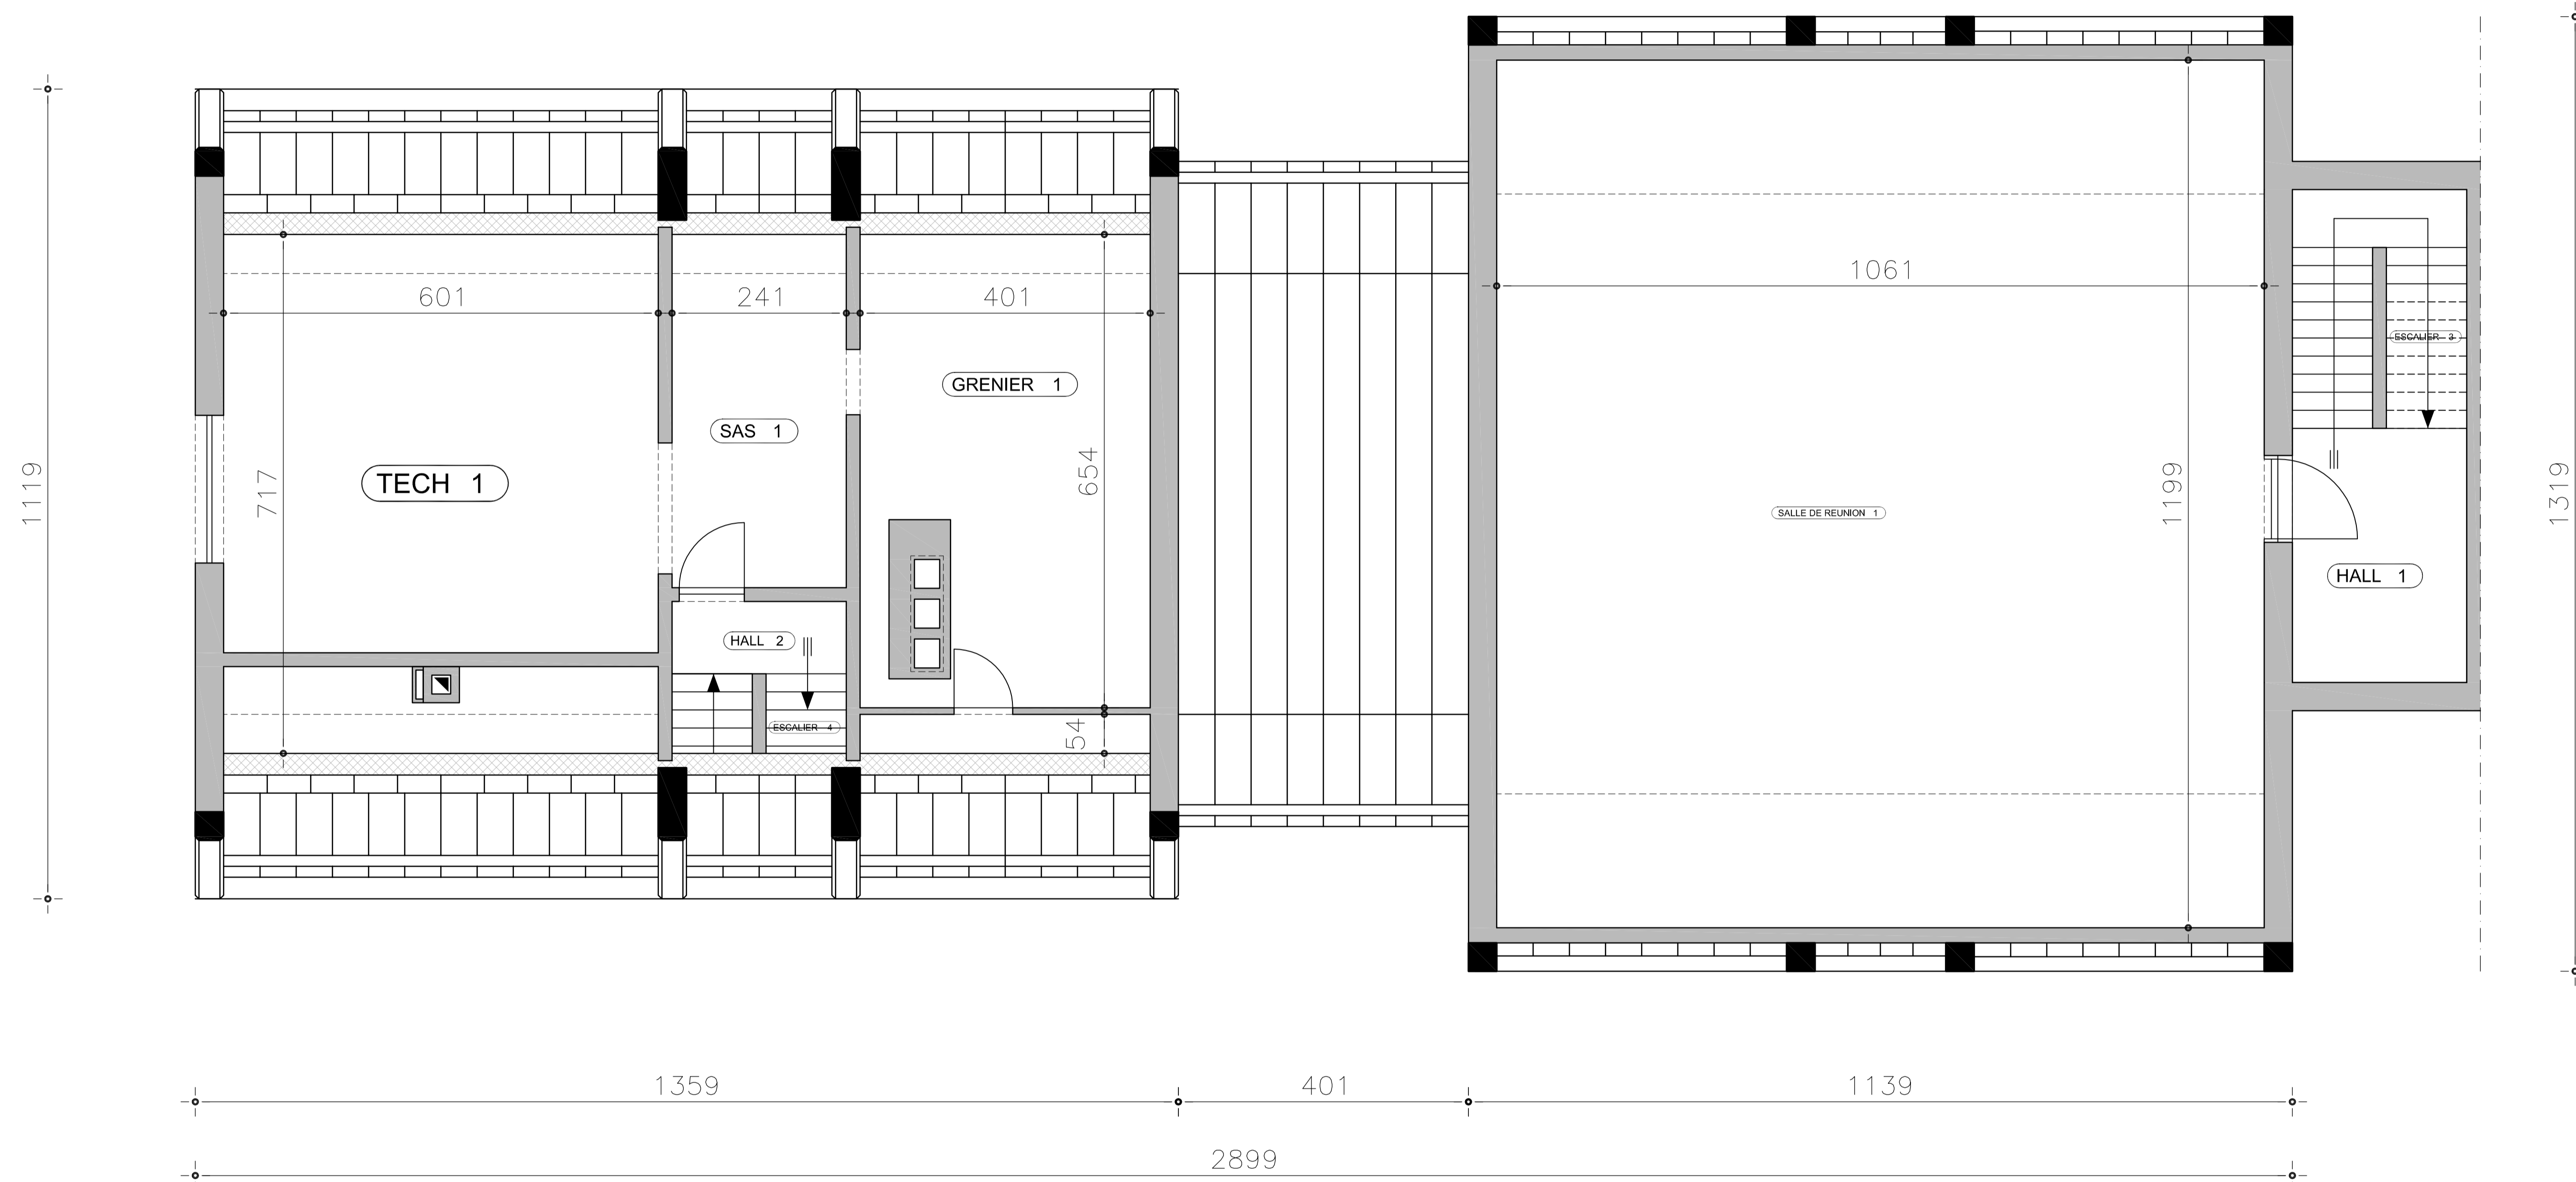 1061
601
241
401
ESCALIER 3
GRENIER 1
SAS 1
TECH 1
1119
717
654
1199
1319
SALLE DE REUNION 1
HALL 1
HALL 2
ESCALIER 4
54
1359
401
1139
2899